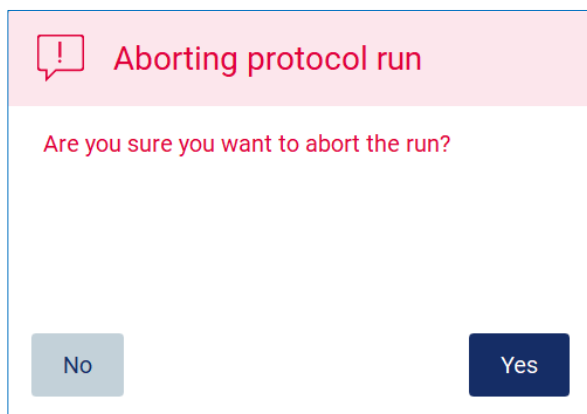 Aborting protocol run
Are you sure you want to abort the run?
No
Yes